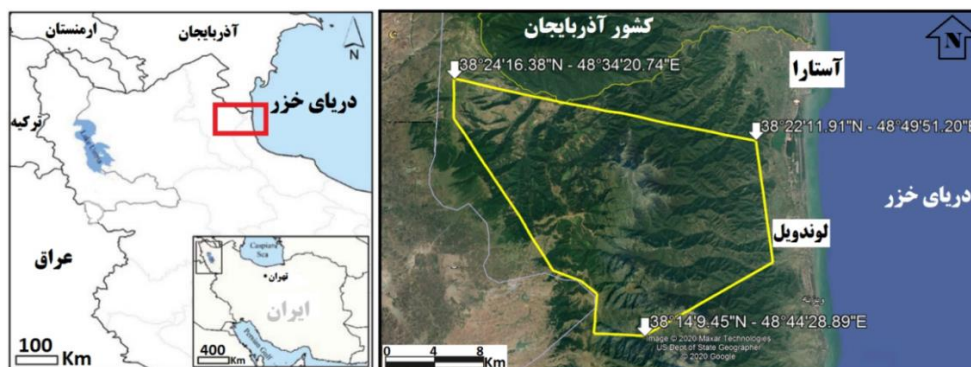 ارمنستان
آذربایجان
N
ترکیه
دریای خزر
عراق
100
Km
Caspian
Sea
تهران
ایران
Persian Gulf
400
Km
کشور آذربایجان
N
38°24'16.38"N - 48°34'20.74"E
آستارا
38°22'11.91"N - 48°49'51.20"E
دریای خزر
لوندویل
38°14'9.45"N - 48°44'28.89"E
Image © 2020 Maxar Technologies
US Dept of State Geographer
© 2020 Google
0 4 8
Km